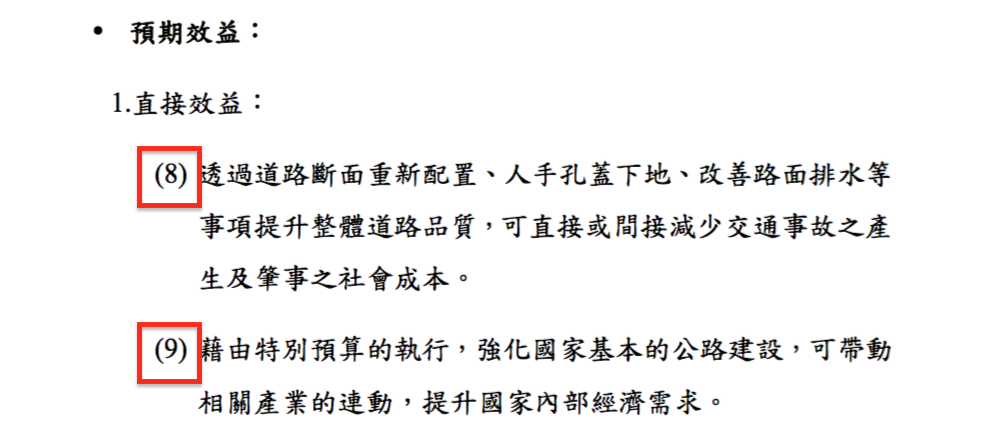 • 預期效益：
1.直接效益：
(8) 透過道路斷面重新配置、人手孔蓋下地、改善路面排水等
事項提升整體道路品質，可直接或間接減少交通事故之產
生及肇事之社會成本。
(9) 藉由特別預算的執行，強化國家基本的公路建設，可帶動
相關產業的連動，提升國家內部經濟需求。